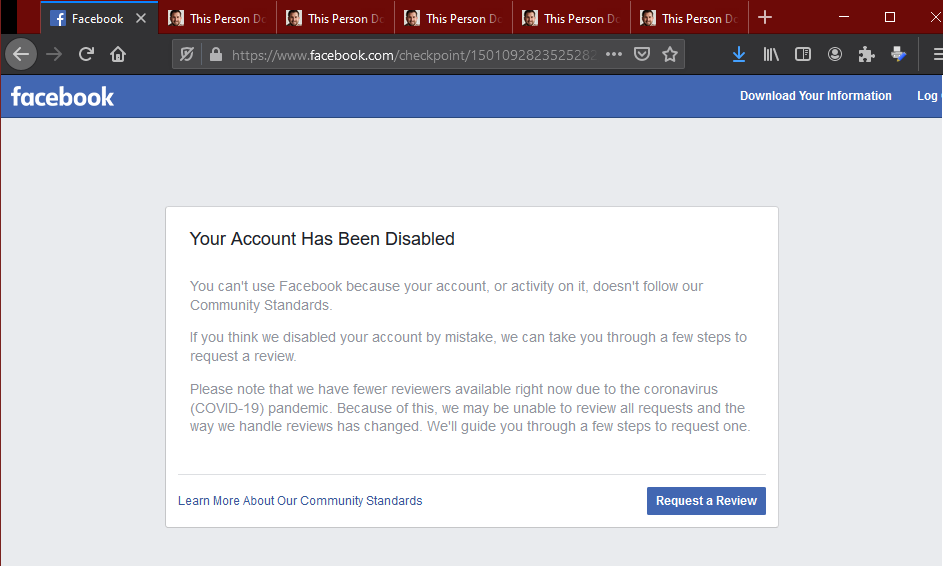 Facebook This Person Do This Person Do This Person Do This Person Do This Person Do
https://www.facebook.com/checkpoint/1501092823525282
facebook Download Your Information Log
Your Account Has Been Disabled
You can't use Facebook because your account, or activity on it, doesn't follow our
Community Standards.
If you think we disabled your account by mistake, we can take you through a few steps to
request a review.
Please note that we have fewer reviewers available right now due to the coronavirus
(COVID-19) pandemic. Because of this, we may be unable to review all requests and the
way we handle reviews has changed. We'll guide you through a few steps to request one.
Learn More About Our Community Standards Request a Review